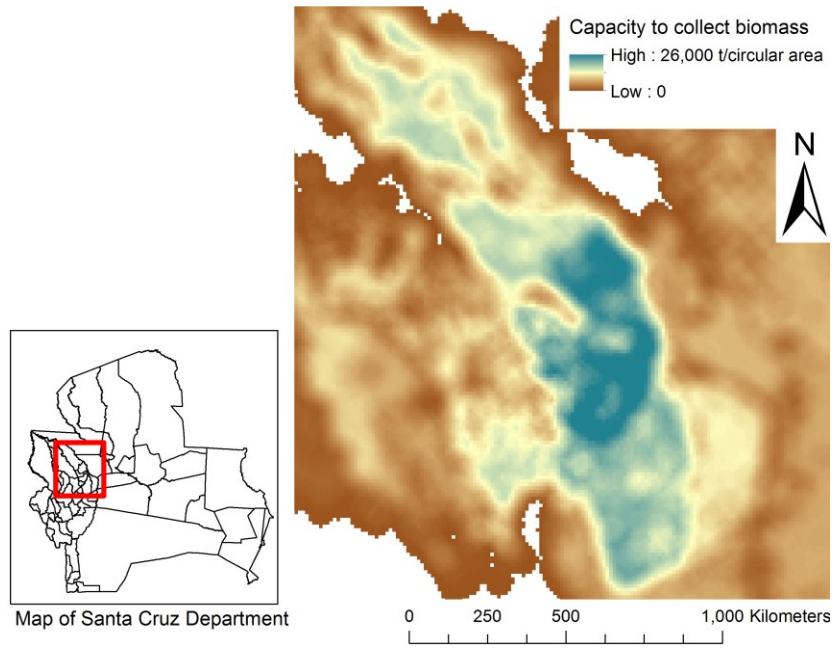 Capacity to collect biomass
High : 26,000 t/circular area
Low : 0
N
Map of Santa Cruz Department
0 250 500 1,000 Kilometers